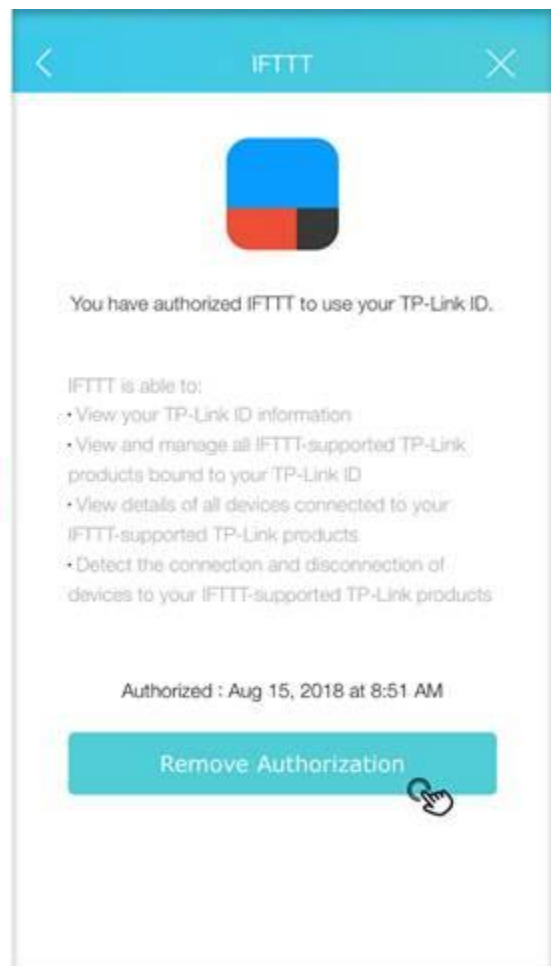 IFTTT
You have authorized IFTTT to use your TP-Link ID.
IFTTT is able to:
• View your TP-Link ID information
• View and manage all IFTTT-supported TP-Link
products bound to your TP-Link ID
• View details of all devices connected to your
IFTTT-supported TP-Link products
• Detect the connection and disconnection of
devices to your IFTTT-supported TP-Link products
Authorized : Aug 15, 2018 at 8:51 AM
Remove Authorization